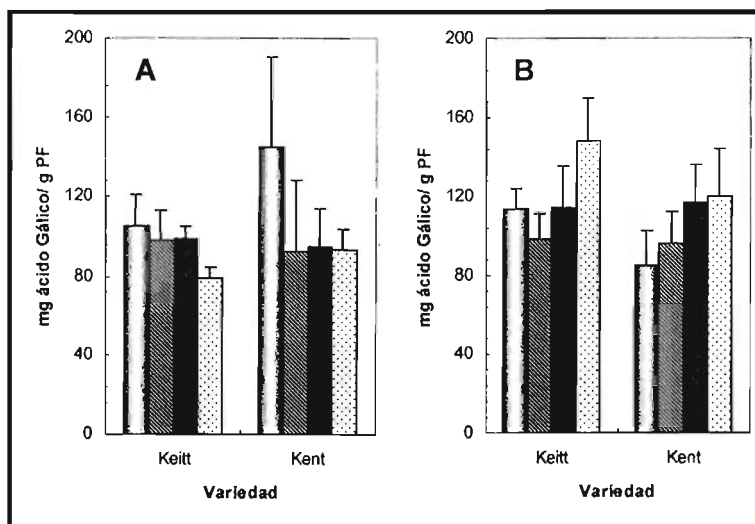 A
mg ácido Gálico/ g PF
200
160
120
80
40
0
Keitt Kent
Variedad
B
mg ácido Gálico/ g PF
200
160
120
80
40
0
Keitt Kent
Variedad